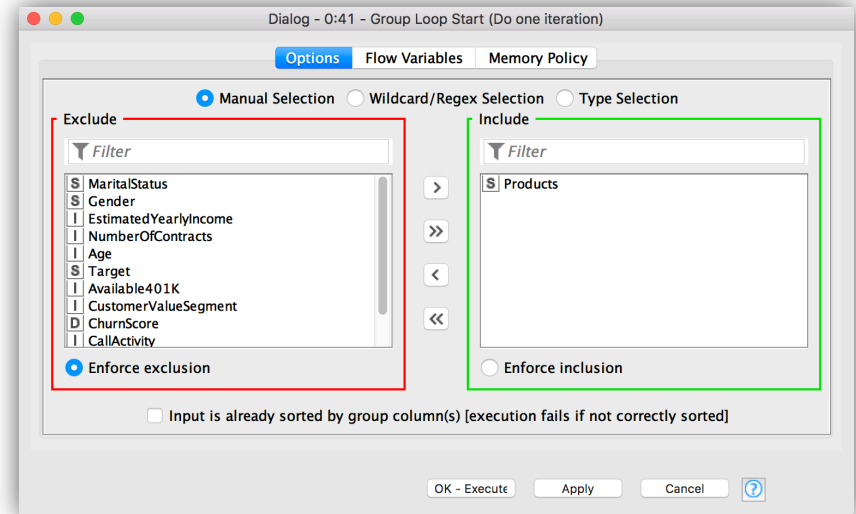 Dialog - 0:41 - Group Loop Start (Do one iteration)
Options Flow Variables Memory Policy
Manual Selection Wildcard/Regex Selection Type Selection
Exclude
Filter
S MaritalStatus
S Gender
I EstimatedYearlyIncome
I NumberOfContracts
I Age
S Target
I Available401K
I CustomerValueSegment
D ChurnScore
I CallActivity
Enforce exclusion
>
>>
<
<<
Include
Filter
S Products
Enforce inclusion
Input is already sorted by group column(s) [execution fails if not correctly sorted]
OK - Execute Apply Cancel ?